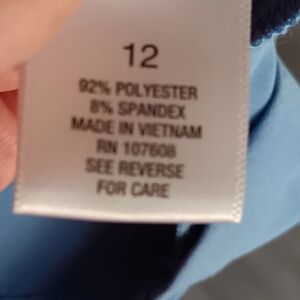 12
92% POLYESTER
8% SPANDEX
MADE IN VIETNAM
RN 107608
SEE REVERSE
FOR CARE